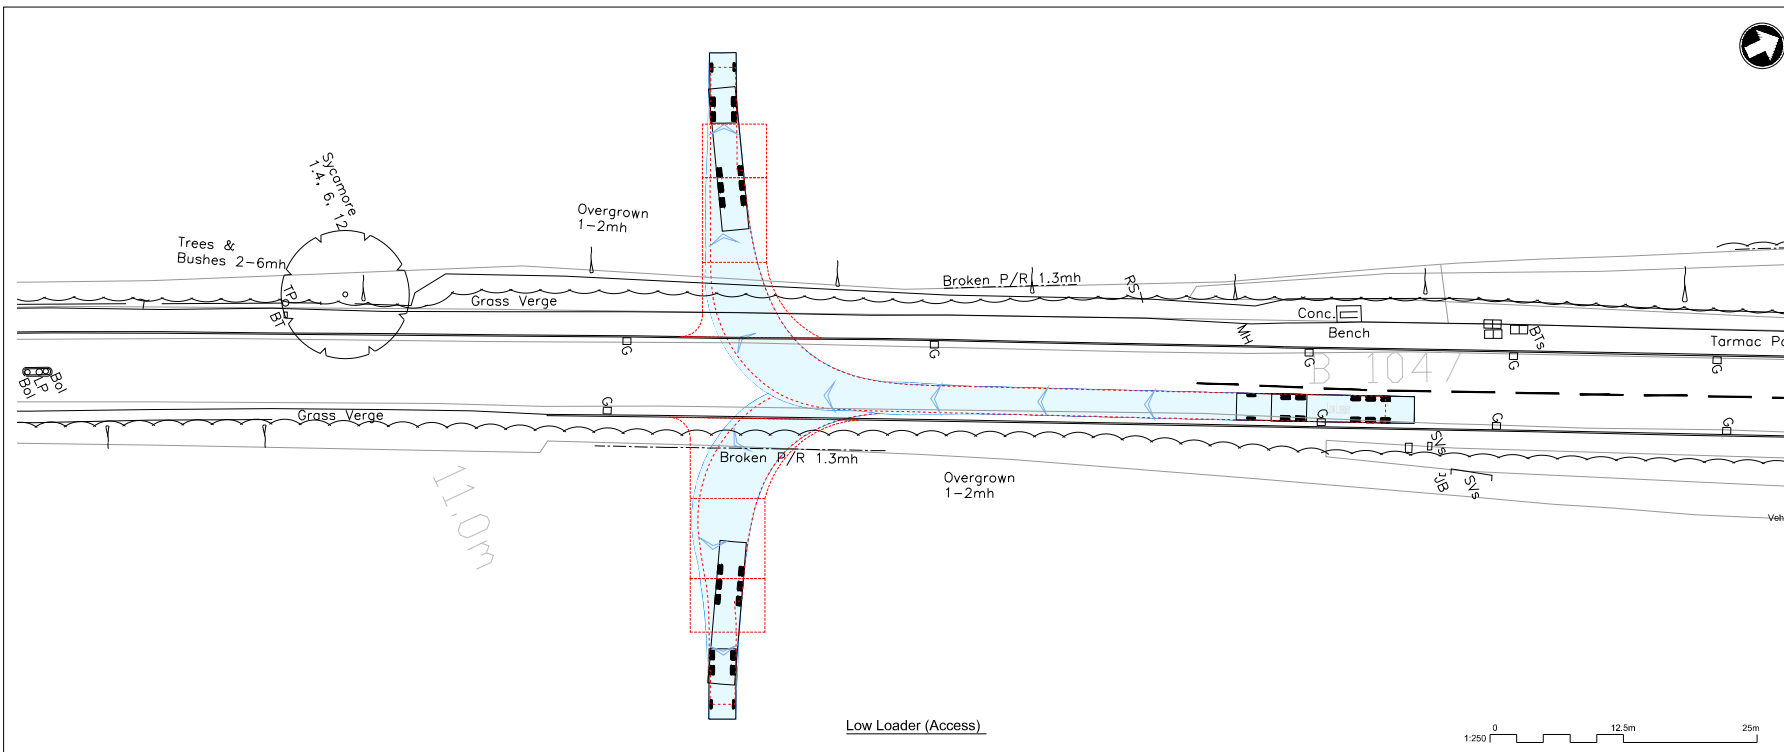 Sycamore
1.4, 6, 12
Overgrown
1-2mh
Trees &
Bushes 2-6mh
Broken P/R 1.3mh
RS
TP
BT
Grass Verge
Conc.
Bench
MH
BTs
Tarmac Pa
G
G
G
G
G
B 1047
Bol
LP
Bol
Grass Verge
G
G
G
G
SVs
Broken P/R 1.3mh
Overgrown
1-2mh
JB
SVs
11.0m
Veh
Low Loader (Access)
1:250
0
12.5m
25m